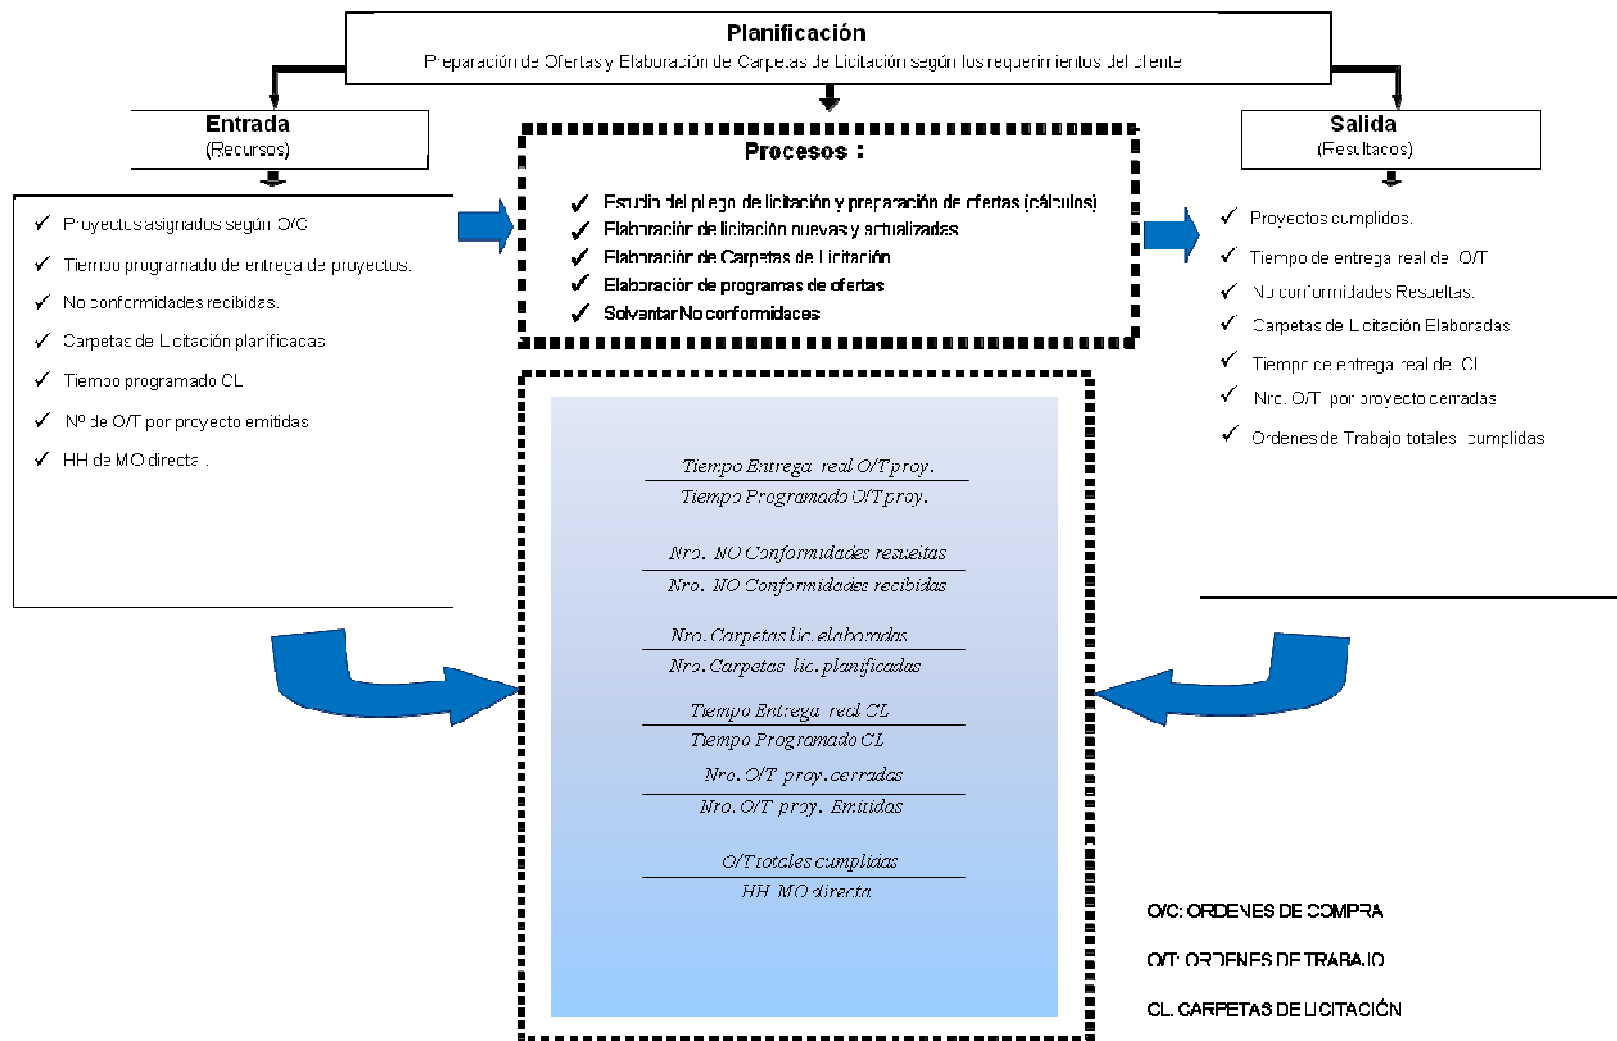 Planificación
Preparación de Ofertas y Elaboración de Carpetas de Licitación según los requerimientos del cliente
Entrada
(Recursos)
✓ Proyectos asignados según O/C
✓ Tiempo programado de entrega de proyectos.
✓ No conformidades recibidas.
✓ Carpetas de Licitación planificadas
✓ Tiempo programado CL
✓ Nº de O/T por proyecto emitidas
✓ HH de MO directa .
Procesos :
✓ Estudio del pliego de licitación y preparación de ofertas (cálculos)
✓ Elaboración de licitación nuevas y actualizadas
✓ Elaboración de Carpetas de Licitación
✓ Elaboración de programas de ofertas
✓ Solventar No conformidades
Salida
(Resultados)
✓ Proyectos cumplidos.
✓ Tiempo de entrega real de O/T
✓ No conformidades Resueltas.
✓ Carpetas de Licitación Elaboradas
✓ Tiempo de entrega real de CL
✓ Nro. O/T por proyecto cerradas
✓ Ordenes de Trabajo totales cumplidas
Tiempo Entrega real O/T proy.
Tiempo Programado O/T proy.
Nro. NO Conformidades resueltas
Nro. NO Conformidades recibidas
Nro. Carpetas lic. elaboradas
Nro. Carpetas lic. planificadas
Tiempo Entrega real CL
Tiempo Programado CL
Nro. O/T proy. cerradas
Nro. O/T proy. Emitidas
O/T totales cumplidas
HH MO directa
O/C: ORDENES DE COMPRA
O/T: ORDENES DE TRABAJO
CL: CARPETAS DE LICITACIÓN